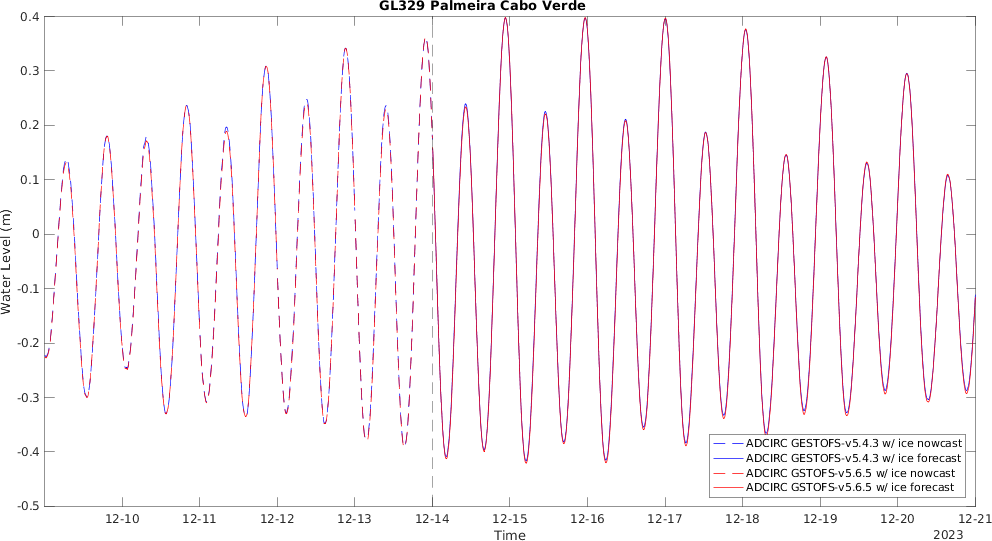 GL329 Palmeira Cabo Verde
0.4
0.3
0.2
0.1
0
-0.1
-0.2
-0.3
-0.4
-0.5
Water Level (m)
ADCIRC GESTOFS-v5.4.3 w/ ice nowcast
ADCIRC GESTOFS-v5.4.3 w/ ice forecast
ADCIRC GSTOFS-v5.6.5 w/ ice nowcast
ADCIRC GSTOFS-v5.6.5 w/ ice forecast
12-10 12-11 12-12 12-13 12-14 12-15 12-16 12-17 12-18 12-19 12-20 12-21
Time
2023